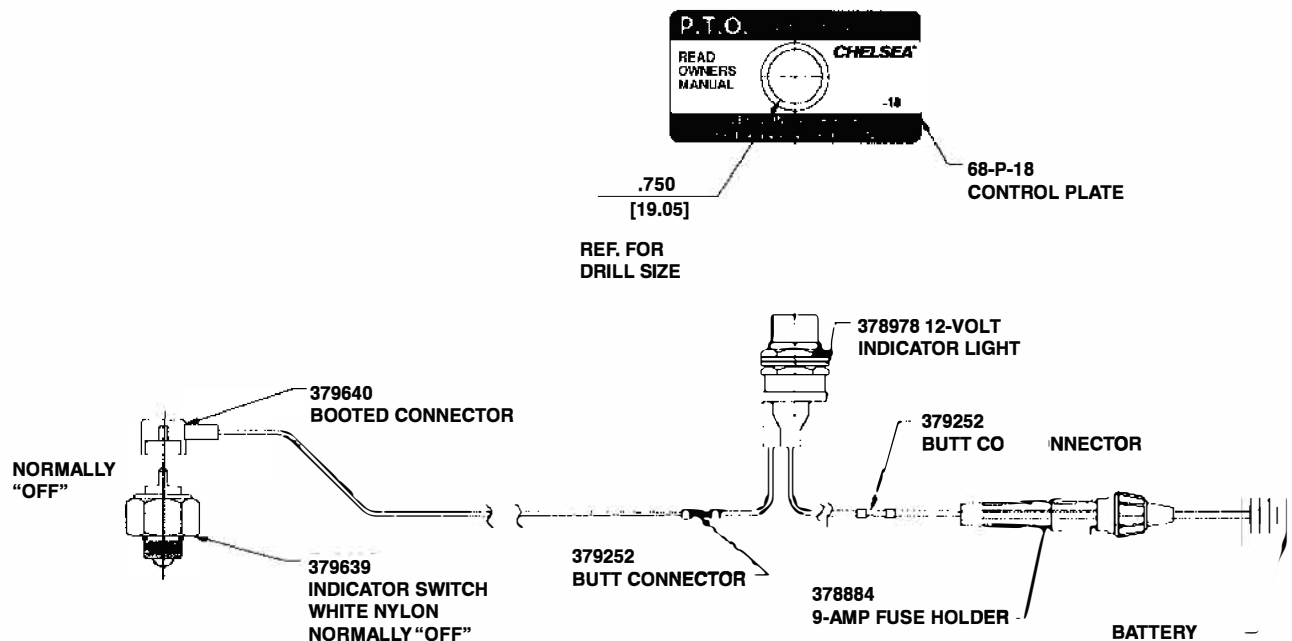 P.T.O.
READ
OWNERS
MANUAL
CHELSEA
-18
68-P-18
CONTROL PLATE
.750
[19.05]
REF. FOR
DRILL SIZE
378978 12-VOLT
INDICATOR LIGHT
379640
BOOTED CONNECTOR
379252
BUTT CO NNECTOR
NORMALLY
“OFF”
379639
INDICATOR SWITCH
WHITE NYLON
NORMALLY “OFF”
379252
BUTT CONNECTOR
378884
9-AMP FUSE HOLDER
BATTERY